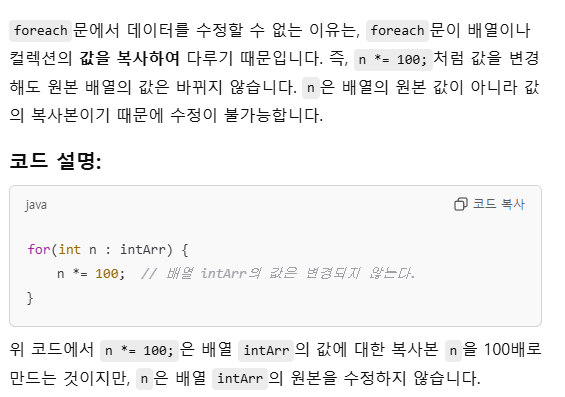 foreach 문에서 데이터를 수정할 수 없는 이유는, foreach 문이 배열이나
컬렉션의 값을 복사하여 다루기 때문입니다. 즉, n *= 100; 처럼 값을 변경
해도 원본 배열의 값은 바뀌지 않습니다. n 은 배열의 원본 값이 아니라 값
의 복사본이기 때문에 수정이 불가능합니다.
코드 설명:
java 코드 복사
for(int n : intArr) {
    n *= 100;  // 배열 intArr의 값은 변경되지 않는다.
}
위 코드에서 n *= 100; 은 배열 intArr 의 값에 대한 복사본 n 을 100배로
만드는 것이지만, n 은 배열 intArr 의 원본을 수정하지 않습니다.